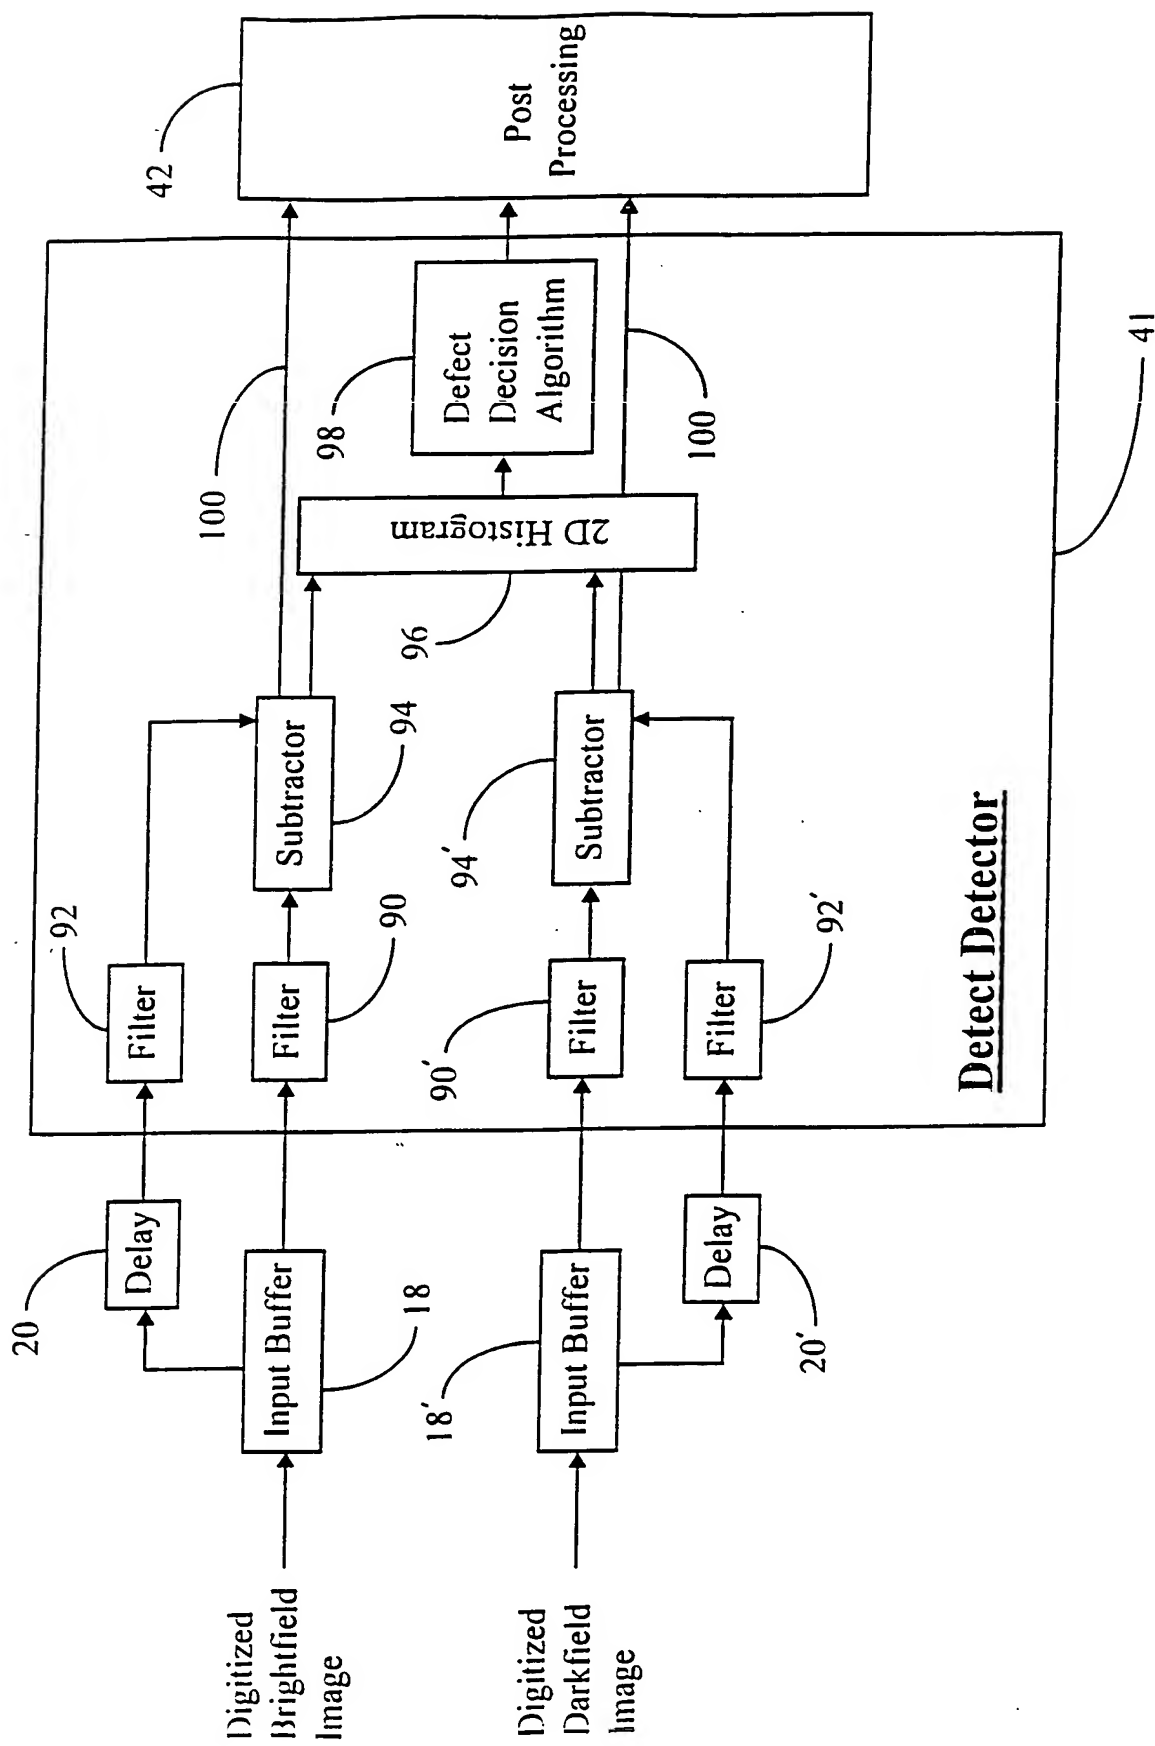 Digitized
Brightfield
Image
Digitized
Darkfield
Image
Input Buffer
18
Input Buffer
18′
Delay
20
Delay
20′
Filter
92
Filter
90
Filter
90′
Filter
92′
Subtractor
94
Subtractor
94′
2D Histogram
96
Defect
Decision
Algorithm
98
100
100
Post
Processing
42
41
Detect Detector